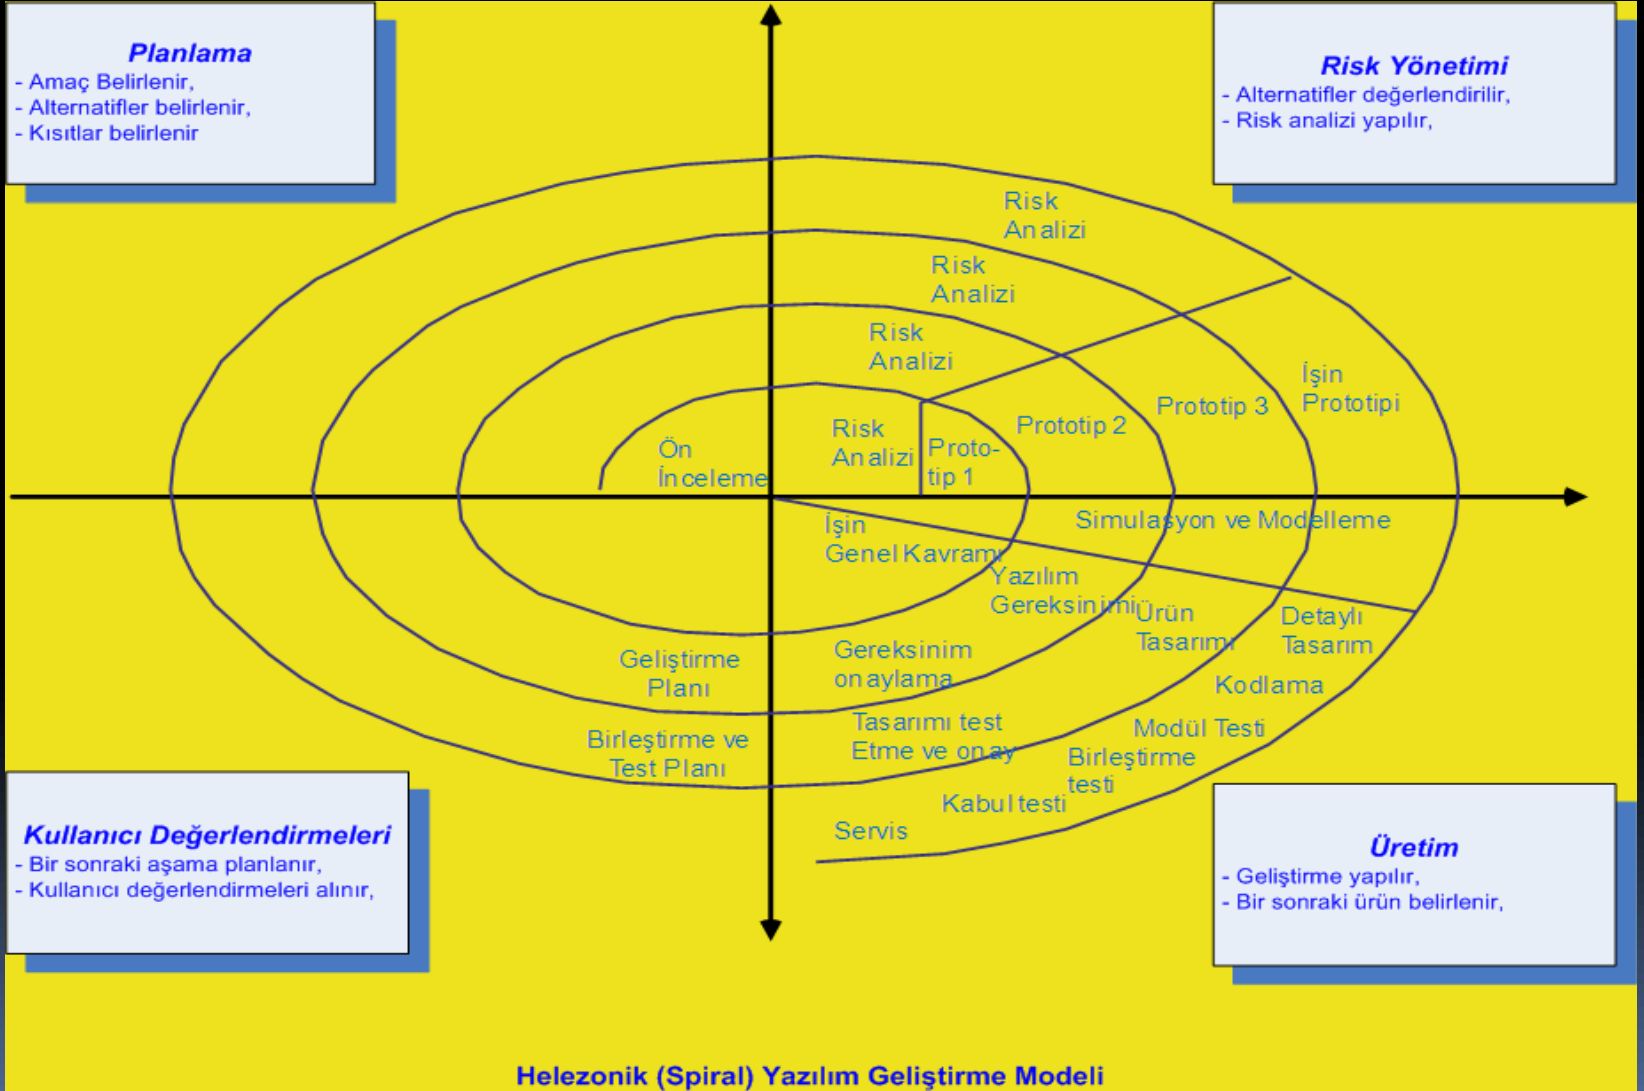 Planlama
- Amaç Belirlenir,
- Alternatifler belirlenir,
- Kısıtlar belirlenir
Risk Yönetimi
- Alternatifler değerlendirilir,
- Risk analizi yapılır,
Risk
Analizi
Risk
Analizi
Risk
Analizi
Risk
Analizi
Ön
İnceleme
Proto-
tip 1
Prototip 2
Prototip 3
İşin
Prototipi
Simulasyon ve Modelleme
İşin
Genel Kavramı
Yazılım
Gereksinimi
Ürün
Tasarımı
Detaylı
Tasarım
Geliştirme
Planı
Gereksinim
onaylama
Kodlama
Birleştirme ve
Test Planı
Tasarımı test
Etme ve onay
Modül Testi
Birleştirme
testi
Kabul testi
Servis
Kullanıcı Değerlendirmeleri
- Bir sonraki aşama planlanır,
- Kullanıcı değerlendirmeleri alınır,
Üretim
- Geliştirme yapılır,
- Bir sonraki ürün belirlenir,
Helezonik (Spiral) Yazılım Geliştirme Modeli